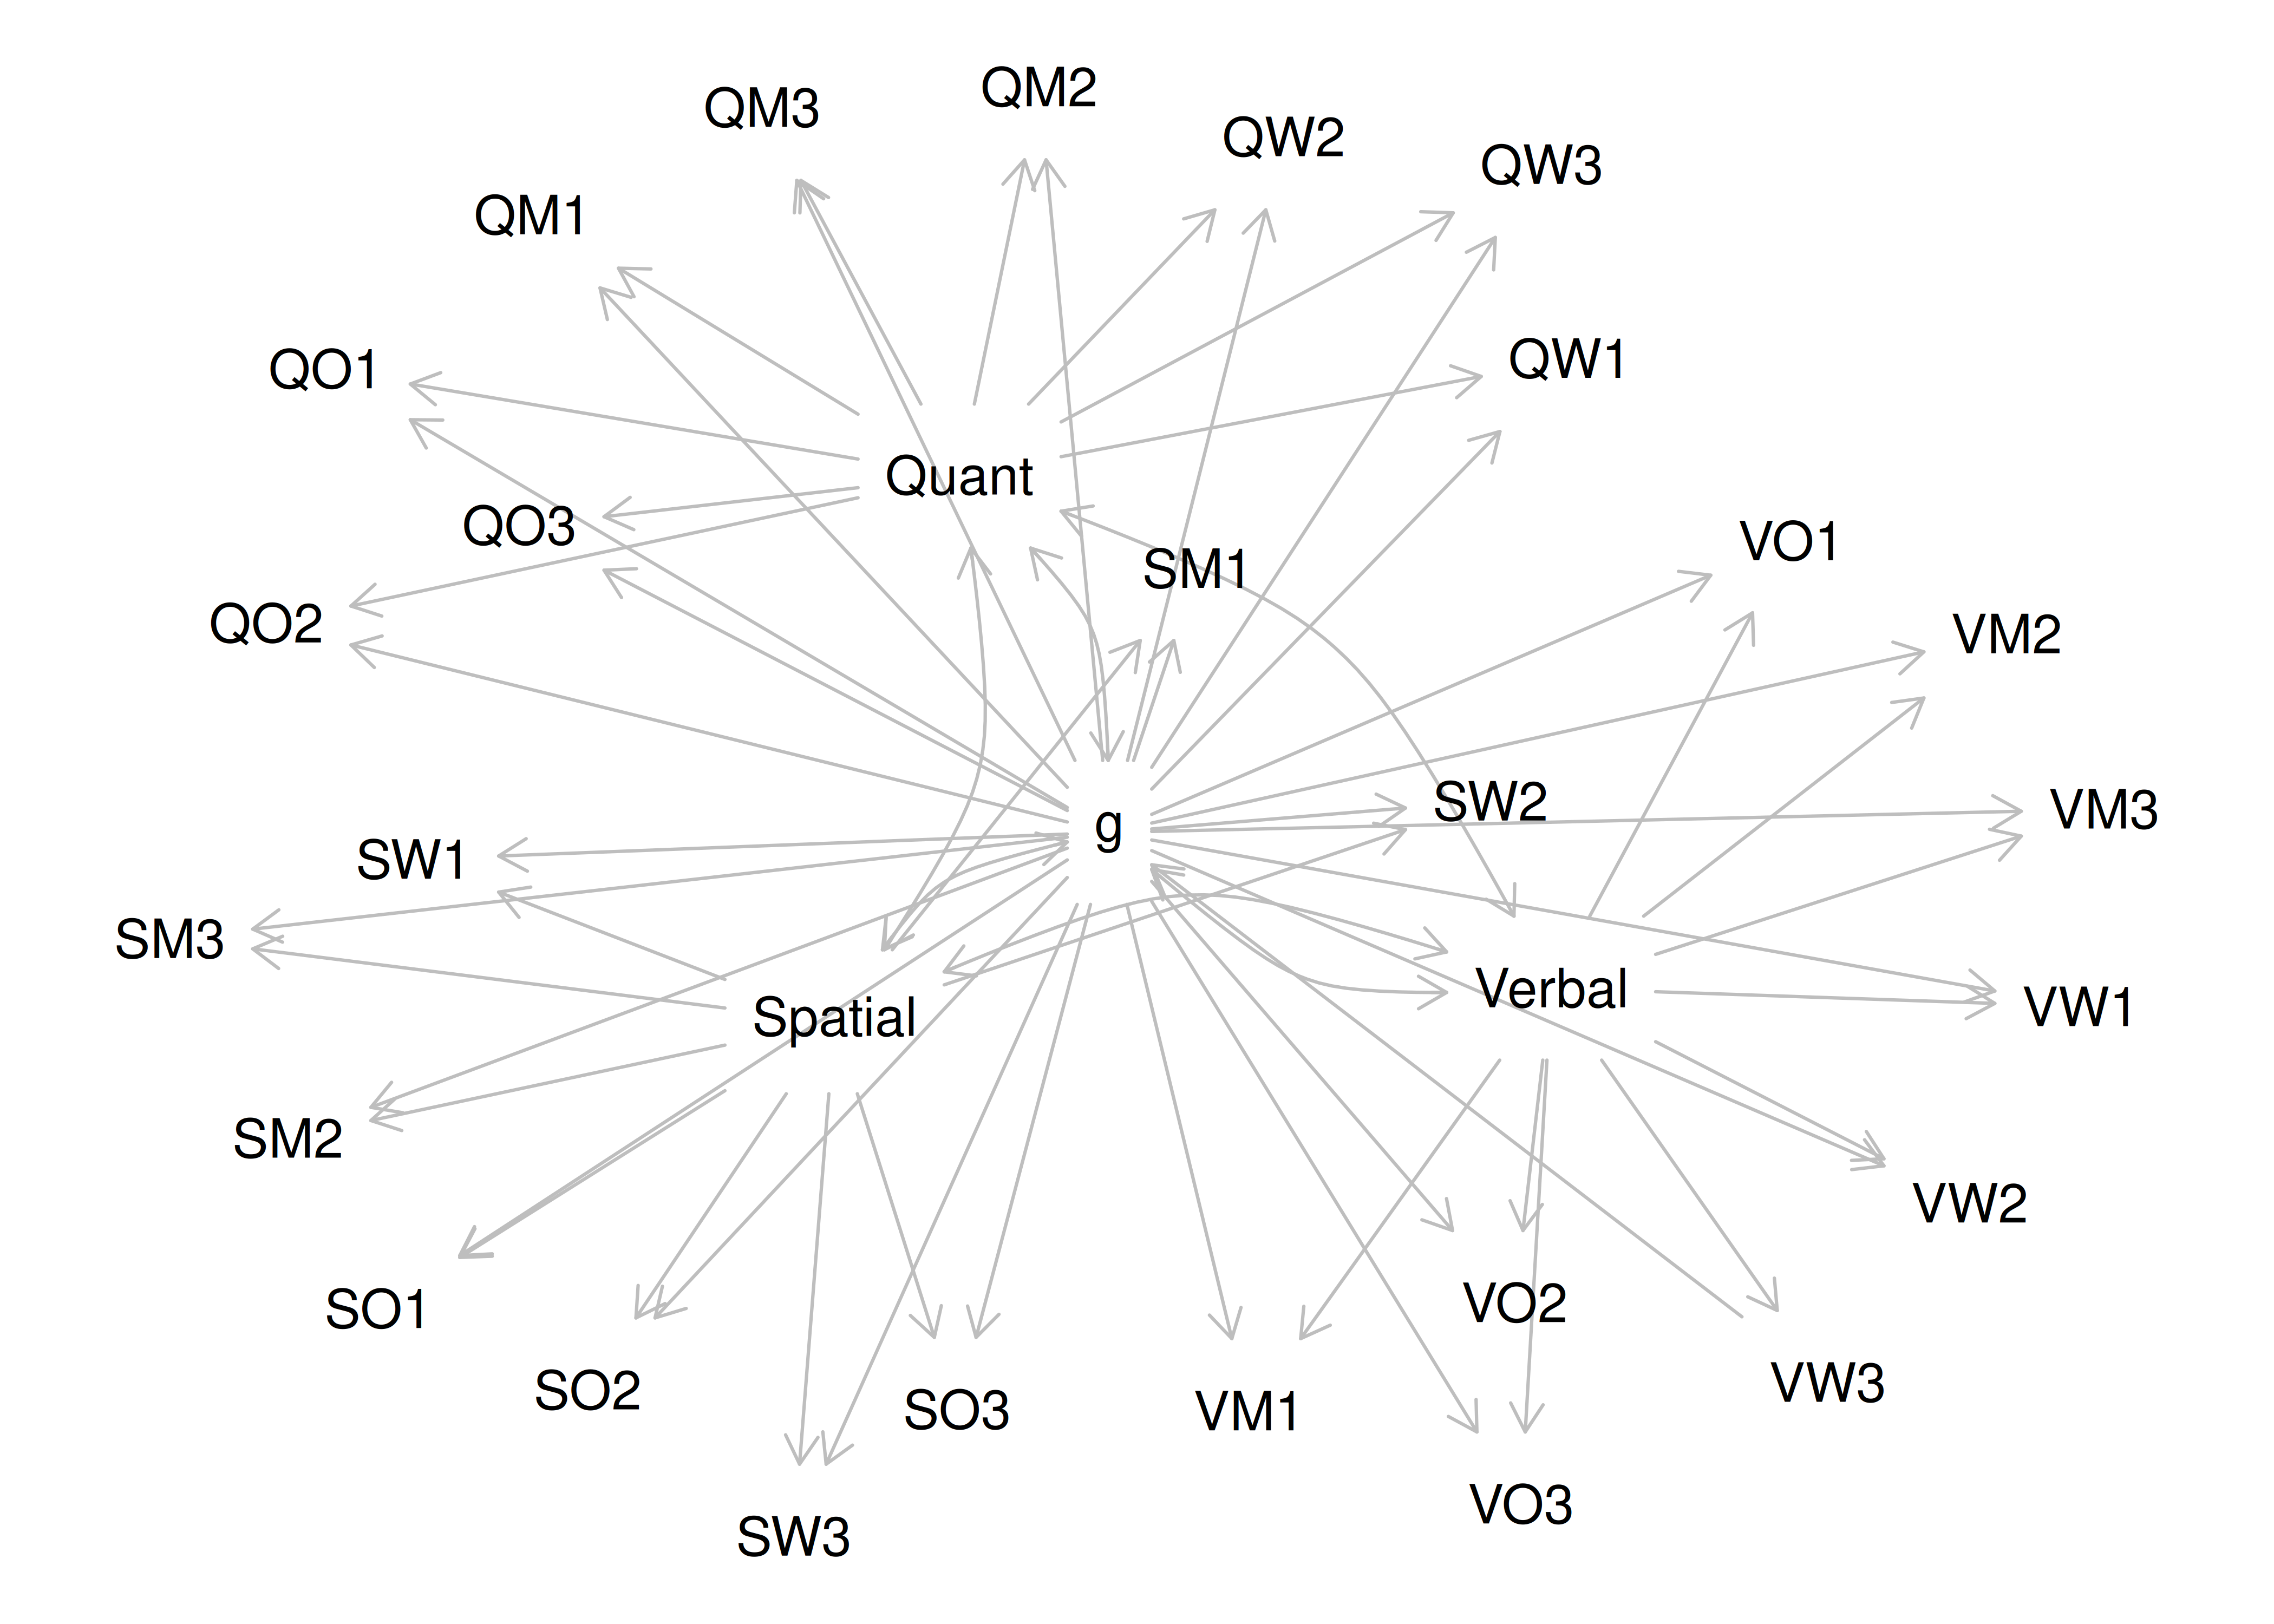 QM2
QM3
QW2
QW3
QM1
QW1
QO1
Quant
QO3
VO1
SM1
QO2
VM2
SW2
VM3
g
SW1
SM3
Verbal
VW1
Spatial
SM2
VW2
VO2
SO1
VW3
SO2
SO3
VM1
VO3
SW3